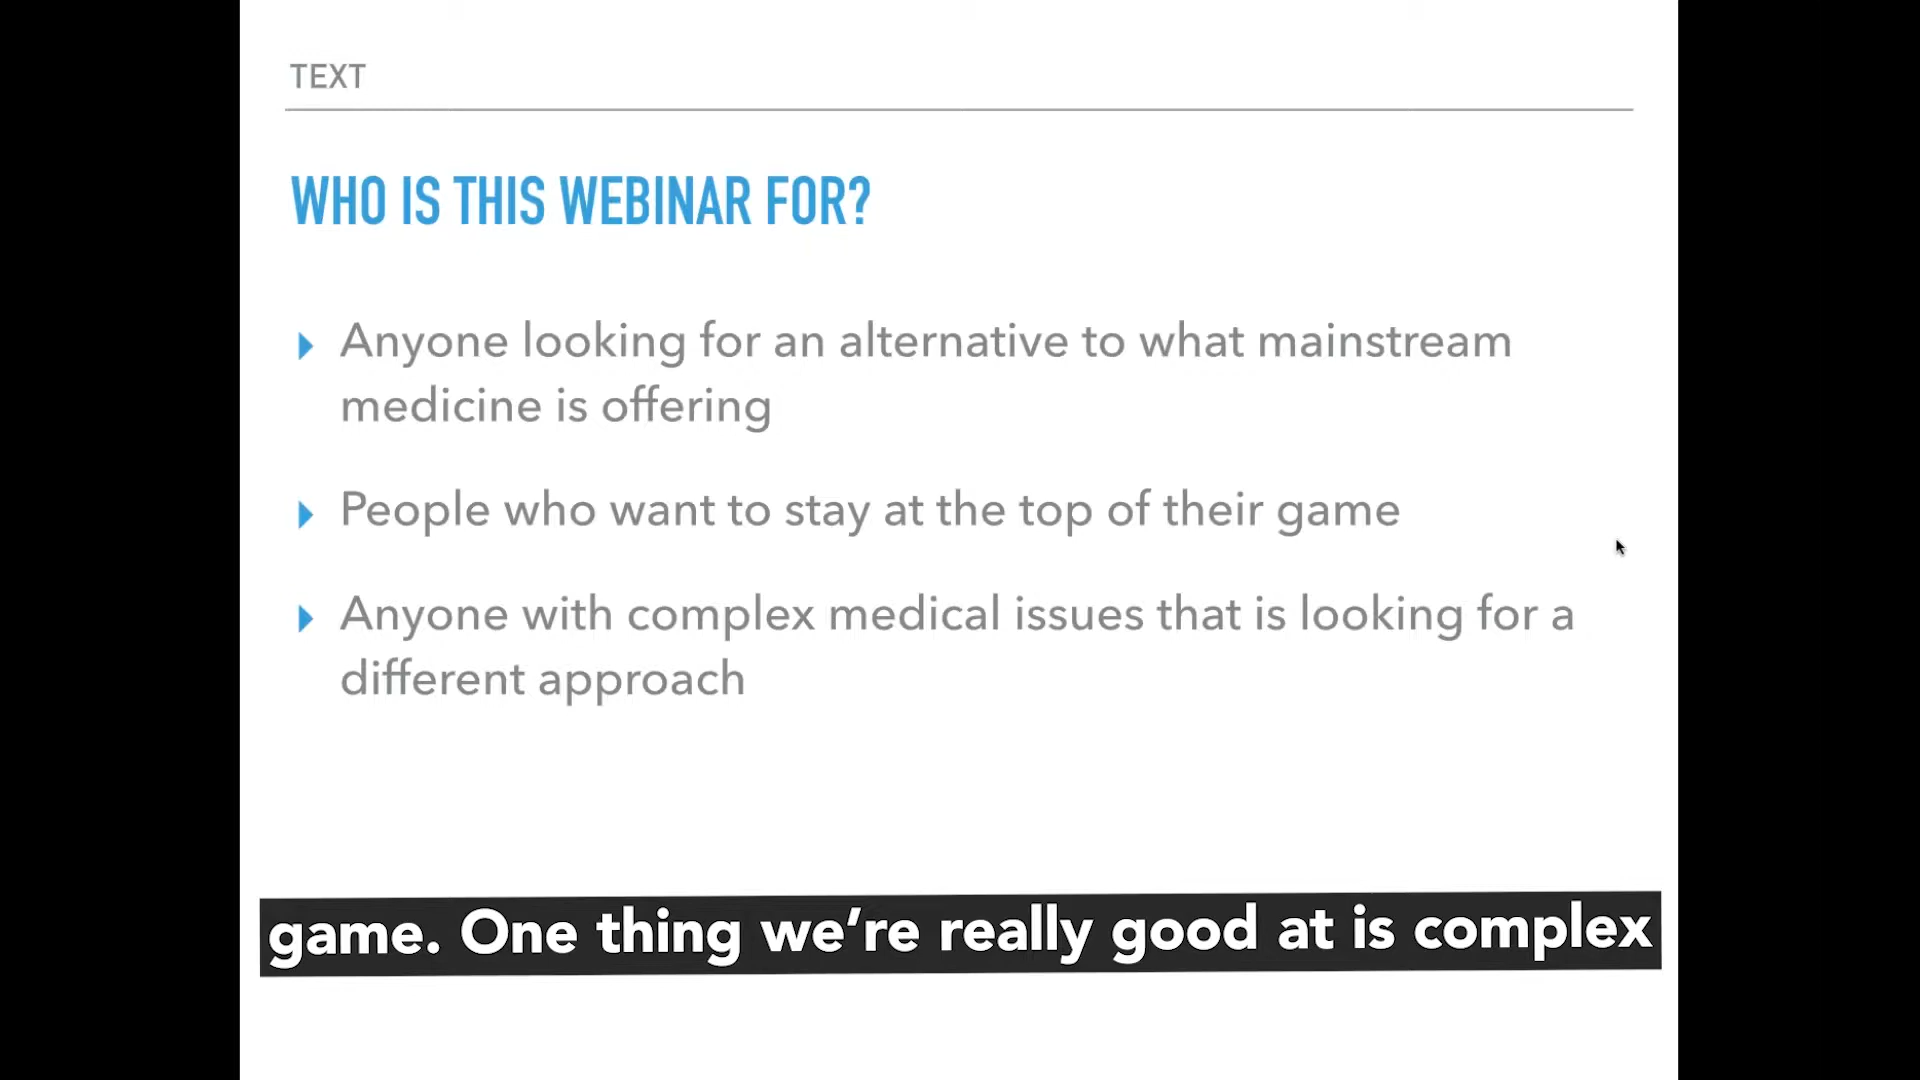 TEXT
WHO IS THIS WEBINAR FOR?
Anyone looking for an alternative to what mainstream
medicine is offering
People who want to stay at the top of their game
Anyone with complex medical issues that is looking for a
different approach
game. One thing we’re really good at is complex